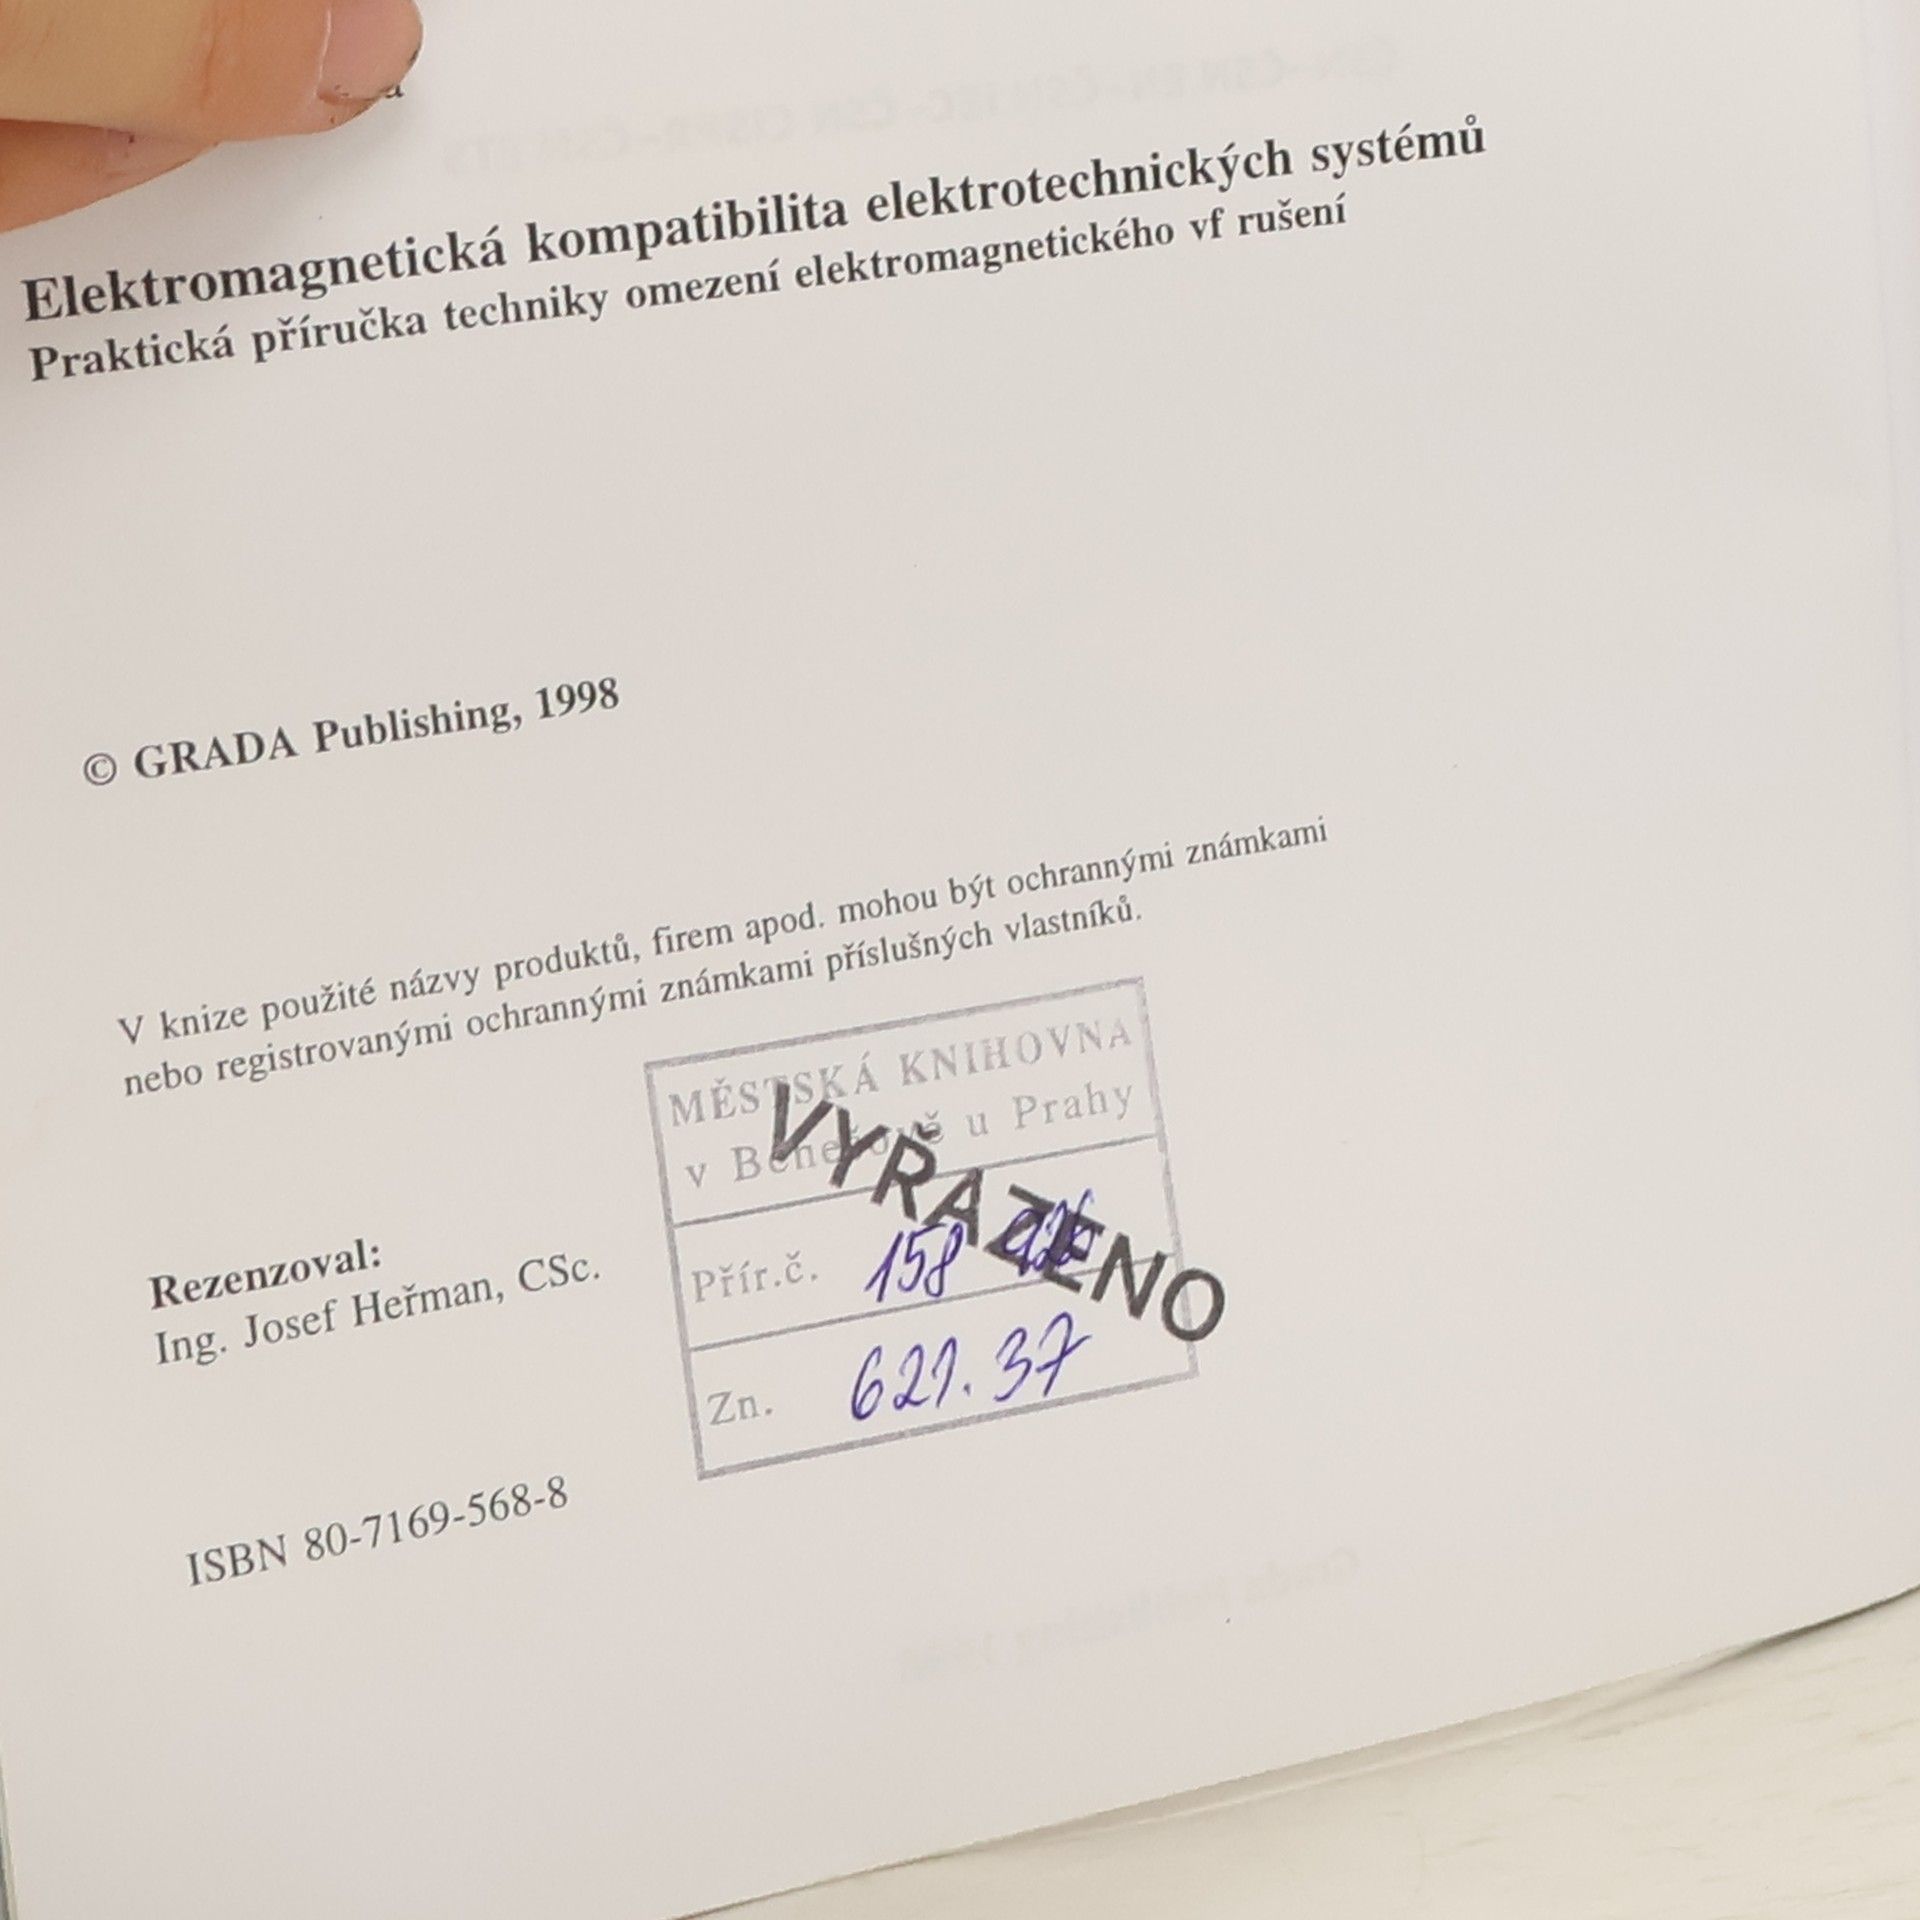 Elektromagnetická kompatibilita elektrotechnických systémů
Praktická příručka techniky omezení elektromagnetického vf rušení
© GRADA Publishing, 1998
V knize použité názvy produktů, firem apod. mohou být ochrannými známkami
nebo registrovanými ochrannými známkami příslušných vlastníků.
MĚSTSKÁ KNIHOVNA
v Benešově u Prahy
VYŘAZENO
Přír.č. 158
Zn. 621.37
Rezenzoval:
Ing. Josef Heřman, CSc.
ISBN 80-7169-568-8